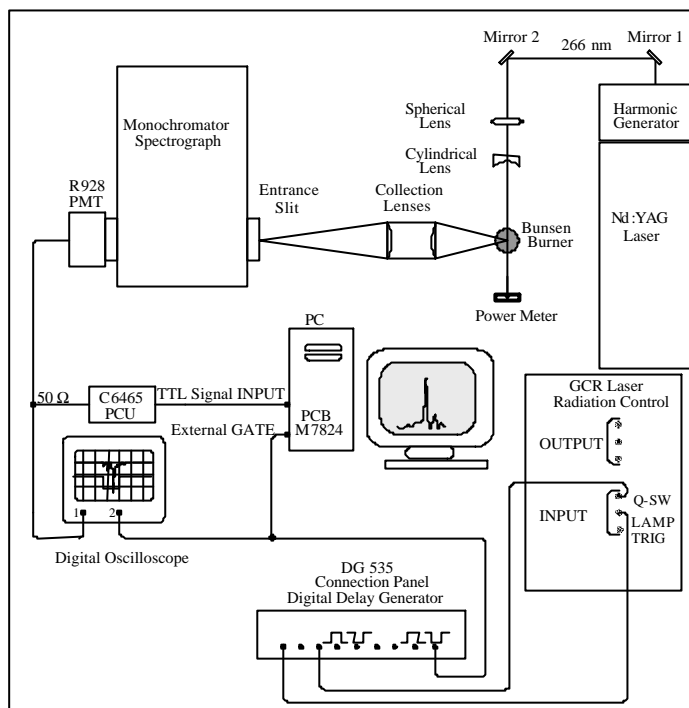 Mirror 2
266 nm
Mirror 1
Harmonic
Generator
Spherical
Lens
Cylindrical
Lens
Monochromator
Spectrograph
R928
PMT
Entrance
Slit
Collection
Lenses
Bunsen
Burner
Nd:YAG
Laser
Power Meter
PC
50 Ω
C6465
PCU
TTL Signal INPUT
PCB
M7824
External GATE
GCR Laser
Radiation Control
OUTPUT
Q-SW
INPUT
LAMP
TRIG
1
2
Digital Oscilloscope
DG 535
Connection Panel
Digital Delay Generator